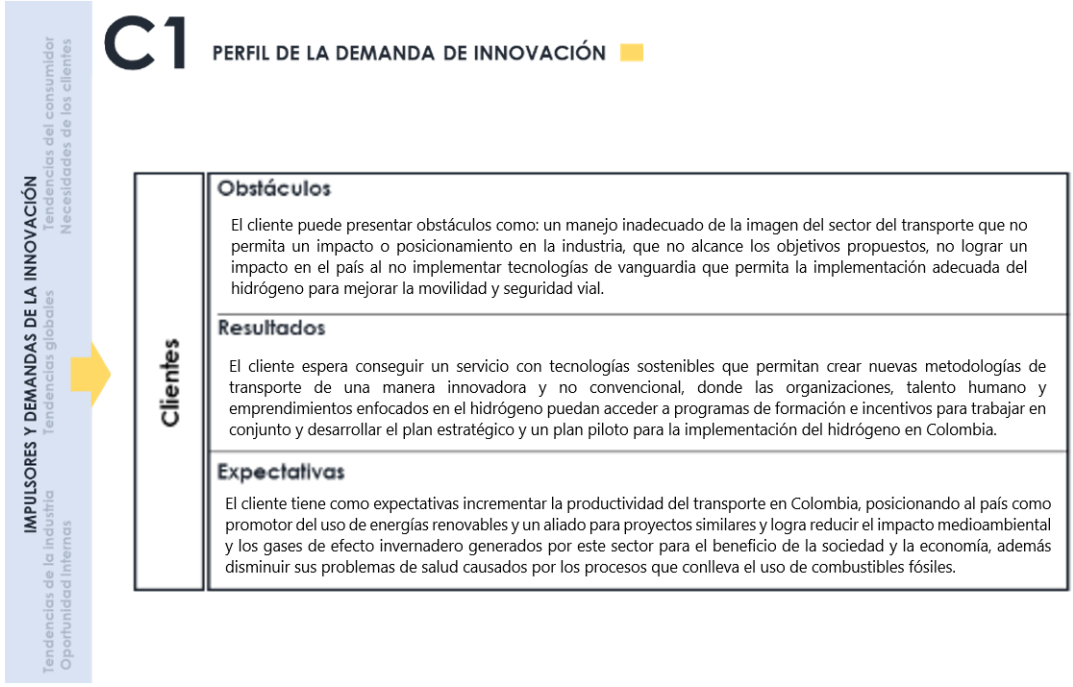 C1 PERFIL DE LA DEMANDA DE INNOVACIÓN
IMPULSORES Y DEMANDAS DE LA INNOVACIÓN
Tendencias del consumidor
Necesidades de los clientes
Tendencias globales
Tendencias de la industria
Oportunidad Internas
Clientes
Obstáculos
El cliente puede presentar obstáculos como: un manejo inadecuado de la imagen del sector del transporte que no
permita un impacto o posicionamiento en la industria, que no alcance los objetivos propuestos, no lograr un
impacto en el país al no implementar tecnologías de vanguardia que permita la implementación adecuada del
hidrógeno para mejorar la movilidad y seguridad vial.
Resultados
El cliente espera conseguir un servicio con tecnologías sostenibles que permitan crear nuevas metodologías de
transporte de una manera innovadora y no convencional, donde las organizaciones, talento humano y
emprendimientos enfocados en el hidrógeno puedan acceder a programas de formación e incentivos para trabajar en
conjunto y desarrollar el plan estratégico y un plan piloto para la implementación del hidrógeno en Colombia.
Expectativas
El cliente tiene como expectativas incrementar la productividad del transporte en Colombia, posicionando al país como
promotor del uso de energías renovables y un aliado para proyectos similares y logra reducir el impacto medioambiental
y los gases de efecto invernadero generados por este sector para el beneficio de la sociedad y la economía, además
disminuir sus problemas de salud causados por los procesos que conlleva el uso de combustibles fósiles.